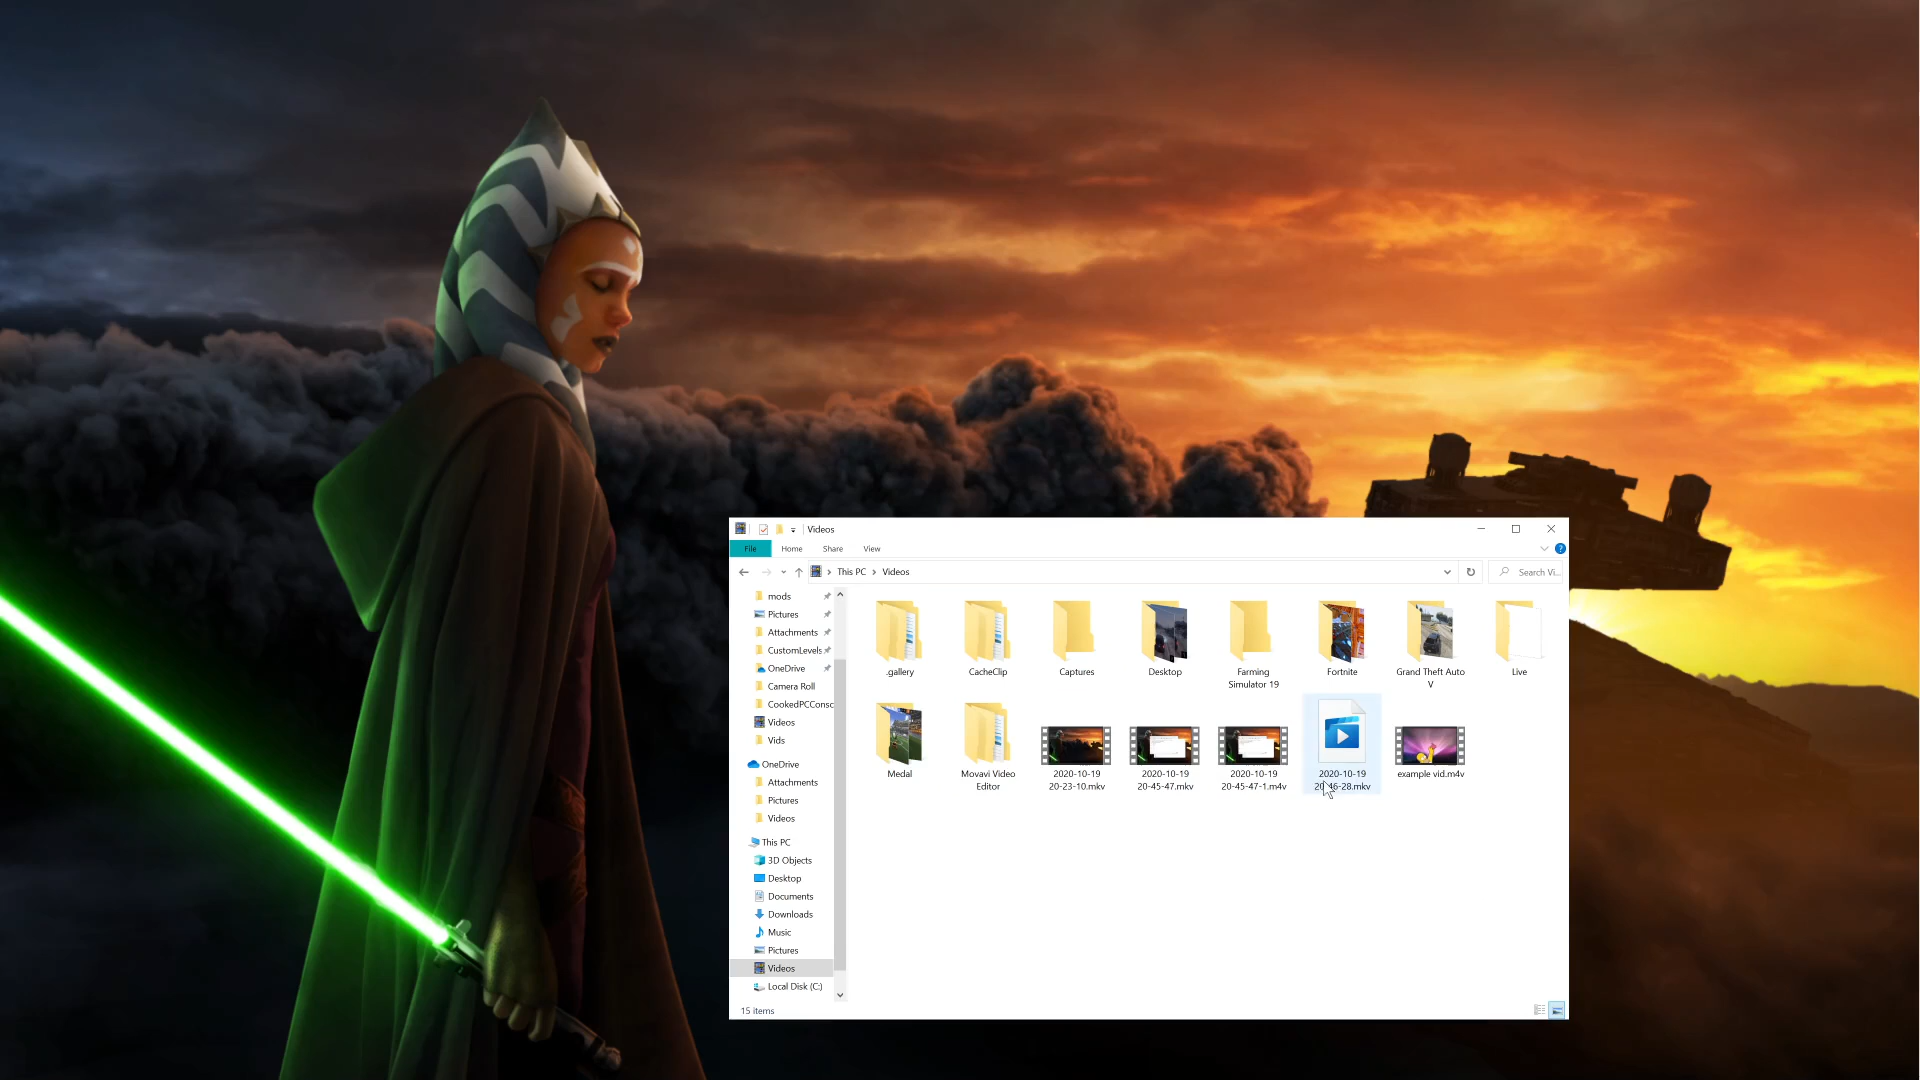 Videos
File Home Share View
This PC Videos Search Vi...
mods
Pictures
Attachments
CustomLevels
OneDrive
Camera Roll
CookedPCConsc
Videos
Vids
OneDrive
Attachments
Pictures
Videos
This PC
3D Objects
Desktop
Documents
Downloads
Music
Pictures
Videos
Local Disk (C:)
.gallery
CacheClip
Captures
Desktop
Farming
Simulator 19
Fortnite
Grand Theft Auto
V
Live
Medal
Movavi Video
Editor
2020-10-19
20-23-10.mkv
2020-10-19
20-45-47.mkv
2020-10-19
20-45-47-1.m4v
2020-10-19
20-46-28.mkv
example vid.m4v
15 items